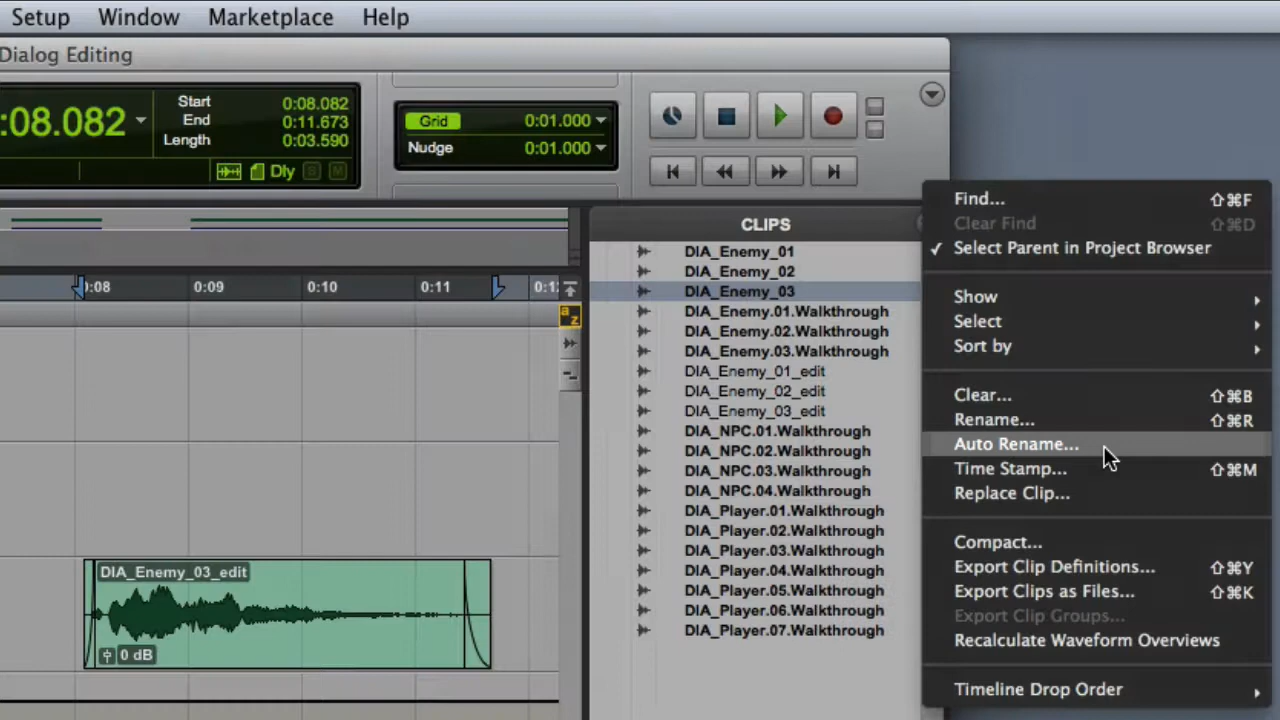 Setup Window Marketplace Help
Dialog Editing
:08.082
Start 0:08.082
End 0:11.673
Length 0:03.590
Dly S M
Grid 0:01.000
Nudge 0:01.000
CLIPS
0:08 0:09 0:10 0:11 0:12
a z
DIA_Enemy_01
DIA_Enemy_02
DIA_Enemy_03
DIA_Enemy.01.Walkthrough
DIA_Enemy.02.Walkthrough
DIA_Enemy.03.Walkthrough
DIA_Enemy_01_edit
DIA_Enemy_02_edit
DIA_Enemy_03_edit
DIA_NPC.01.Walkthrough
DIA_NPC.02.Walkthrough
DIA_NPC.03.Walkthrough
DIA_NPC.04.Walkthrough
DIA_Player.01.Walkthrough
DIA_Player.02.Walkthrough
DIA_Player.03.Walkthrough
DIA_Player.04.Walkthrough
DIA_Player.05.Walkthrough
DIA_Player.06.Walkthrough
DIA_Player.07.Walkthrough
DIA_Enemy_03_edit
0 dB
Find... ⇧⌘F
Clear Find ⇧⌘D
✓ Select Parent in Project Browser
Show
Select
Sort by
Clear... ⇧⌘B
Rename... ⇧⌘R
Auto Rename...
Time Stamp... ⇧⌘M
Replace Clip...
Compact...
Export Clip Definitions... ⇧⌘Y
Export Clips as Files... ⇧⌘K
Export Clip Groups...
Recalculate Waveform Overviews
Timeline Drop Order